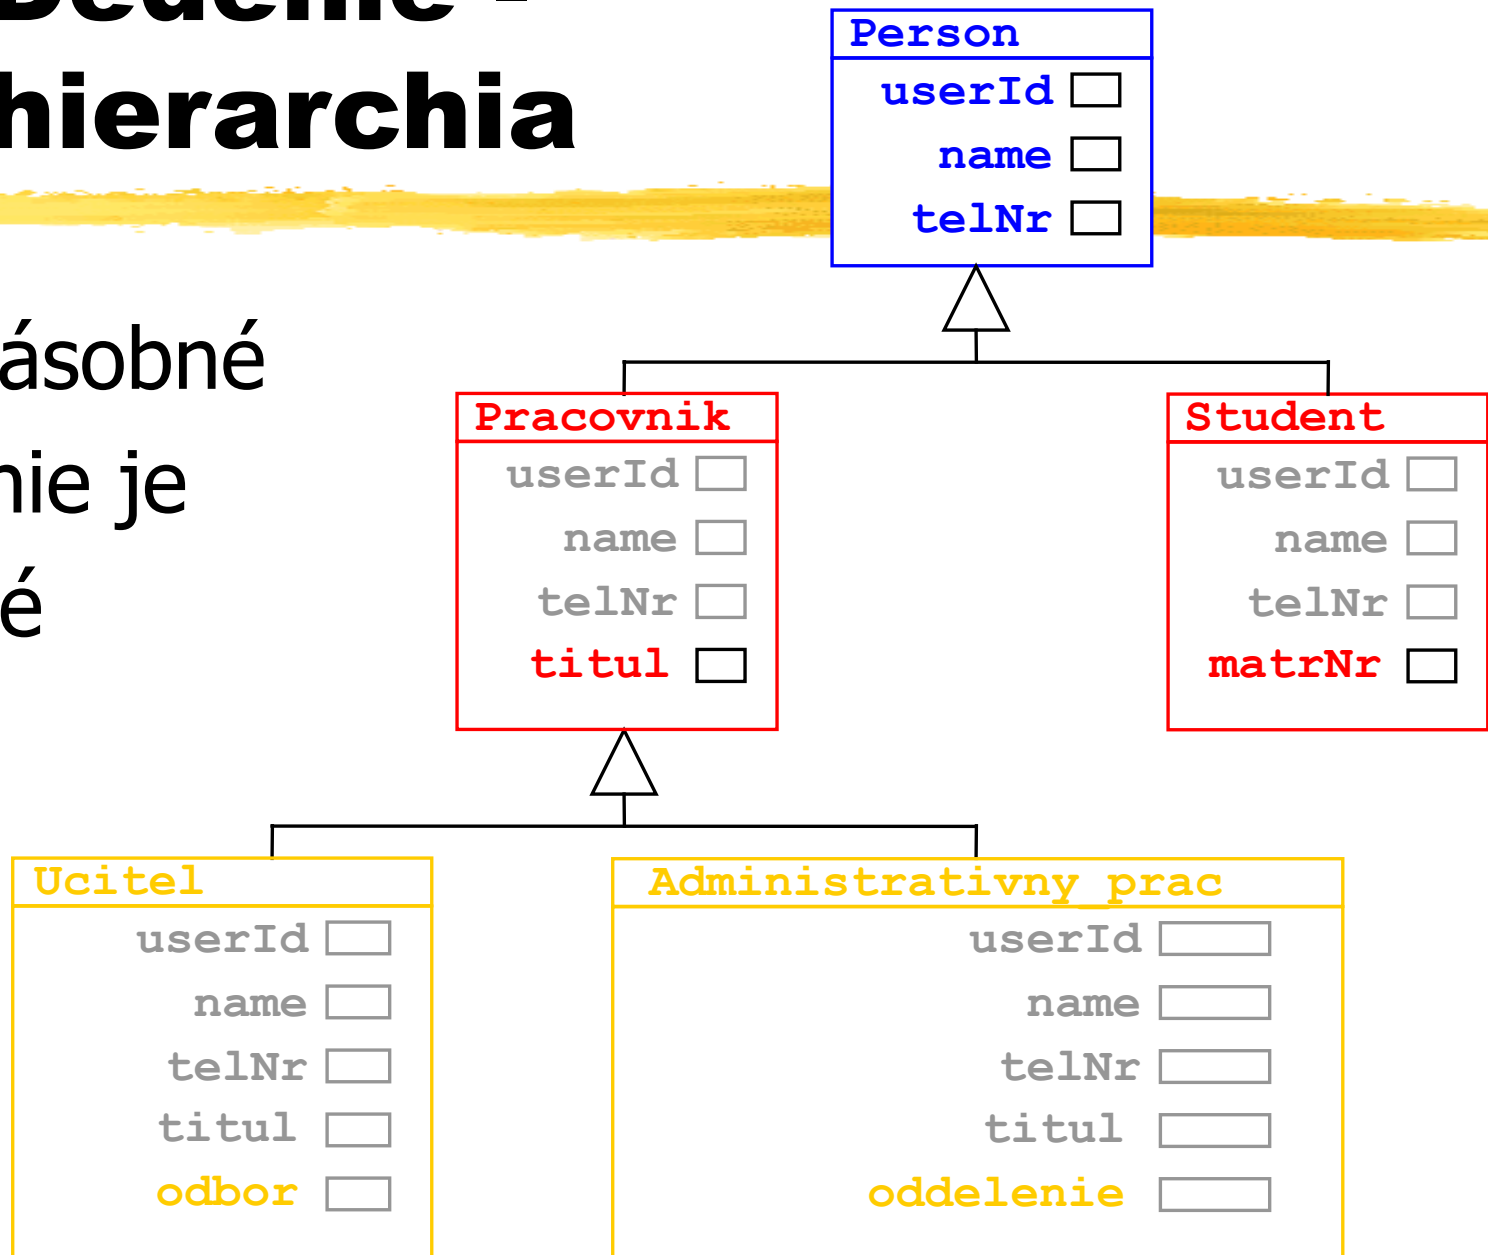 Dedenie -
hierarchia
ásobné
nie je
é
Person
userId
name
telNr
Pracovnik
userId
name
telNr
titul
Student
userId
name
telNr
matrNr
Ucitel
userId
name
telNr
titul
odbor
Administrativny_prac
userId
name
telNr
titul
oddelenie